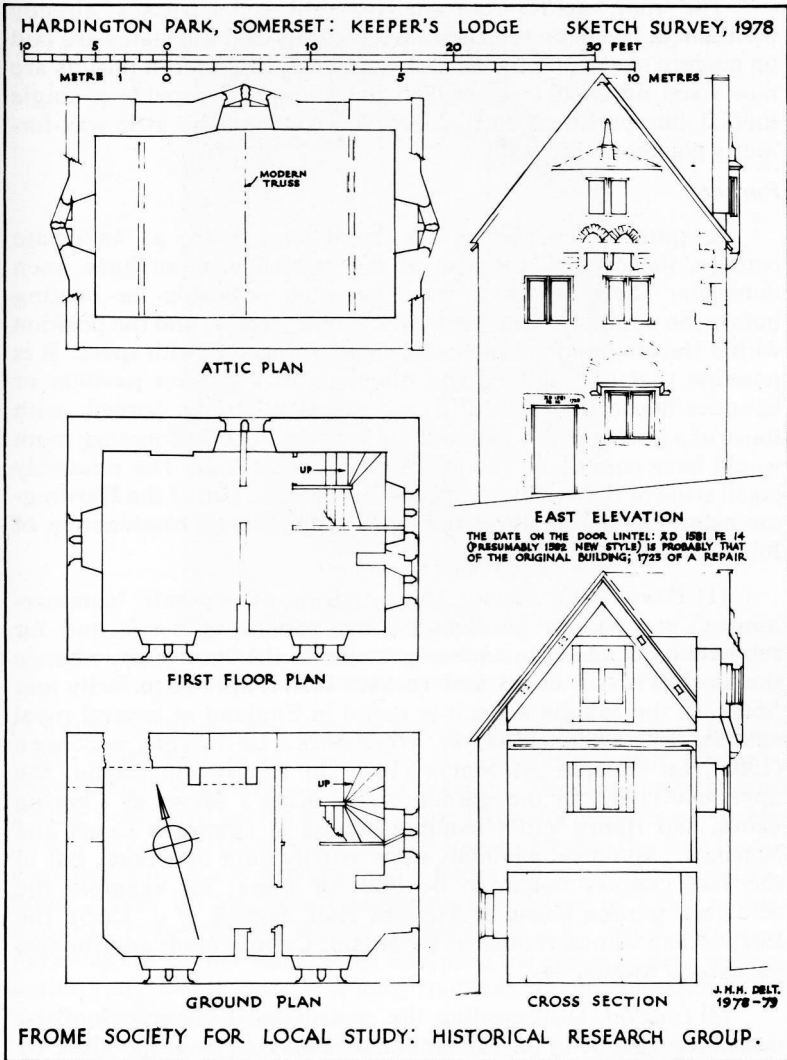 HARDINGTON PARK, SOMERSET: KEEPER'S LODGE SKETCH SURVEY, 1978
10 5 0 10 20 30 FEET
METRE 1 0 5 10 METRES
MODERN TRUSS
ATTIC PLAN
UP
FIRST FLOOR PLAN
UP
GROUND PLAN
EAST ELEVATION
THE DATE ON THE DOOR LINTEL: AD 1581 FE 14
(PRESUMABLY 1582 NEW STYLE) IS PROBABLY THAT
OF THE ORIGINAL BUILDING; 1723 OF A REPAIR
CROSS SECTION
J.H.H. DELT.
1978-79
FROME SOCIETY FOR LOCAL STUDY: HISTORICAL RESEARCH GROUP.